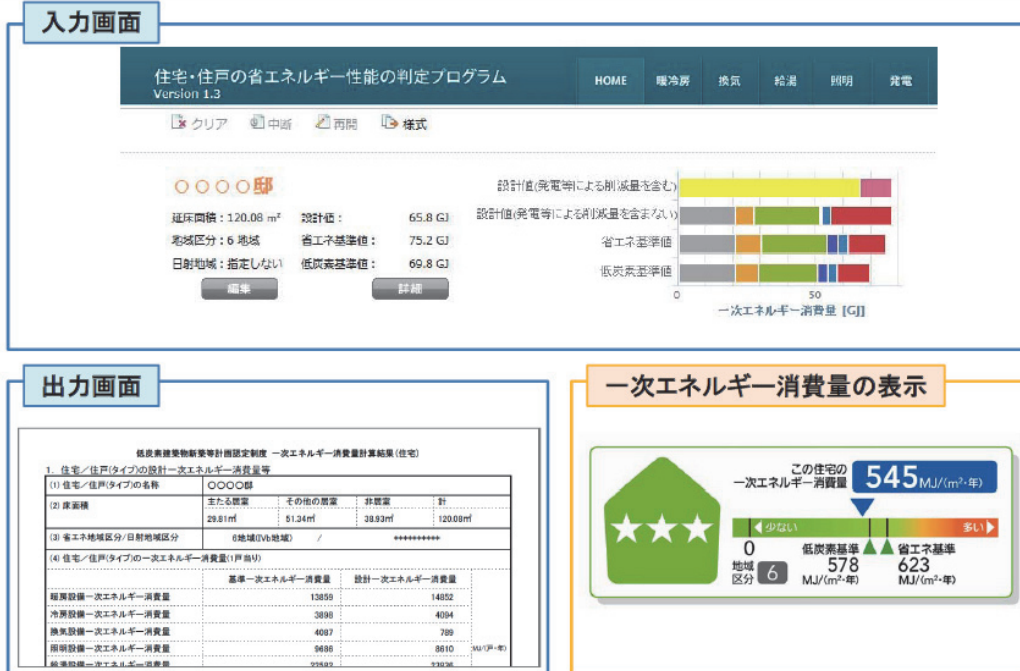 入力画面
住宅・住戸の省エネルギー性能の判定プログラム
Version 1.3
HOME 暖冷房 換気 給湯 照明 発電
クリア 中断 再開 様式
○○○○邸
延床面積：120.08 m² 設計値： 65.8 GJ
地域区分：6 地域 省エネ基準値： 75.2 GJ
日射地域：指定しない 低炭素基準値： 69.8 GJ
編集 詳細
設計値(発電等による削減量を含む)
設計値(発電等による削減量を含まない)
省エネ基準値
低炭素基準値
0 50
一次エネルギー消費量 [GJ]
出力画面
低炭素建築物新築等計画認定制度 一次エネルギー消費量計算結果(住宅)
1. 住宅／住戸(タイプ)の設計一次エネルギー消費量等
(1) 住宅／住戸(タイプ)の名称 ○○○○邸
(2) 床面積 主たる居室 その他の居室 非居室 計
29.81㎡ 51.34㎡ 38.93㎡ 120.08㎡
(3) 省エネ地域区分/日射地域区分 6地域(Ⅳb地域) / **********
(4) 住宅／住戸(タイプ)の一次エネルギー消費量(1戸当り)
基準一次エネルギー消費量 設計一次エネルギー消費量
暖房設備一次エネルギー消費量 13859 14852
冷房設備一次エネルギー消費量 3898 4094
換気設備一次エネルギー消費量 4087 789
照明設備一次エネルギー消費量 9686 8610 MJ/(戸・年)
給湯設備一次エネルギー消費量
一次エネルギー消費量の表示
この住宅の
一次エネルギー消費量 545 MJ/(m²・年)
少ない 多い
0 低炭素基準 省エネ基準
地域 区分 6 578 623
MJ/(m²・年) MJ/(m²・年)